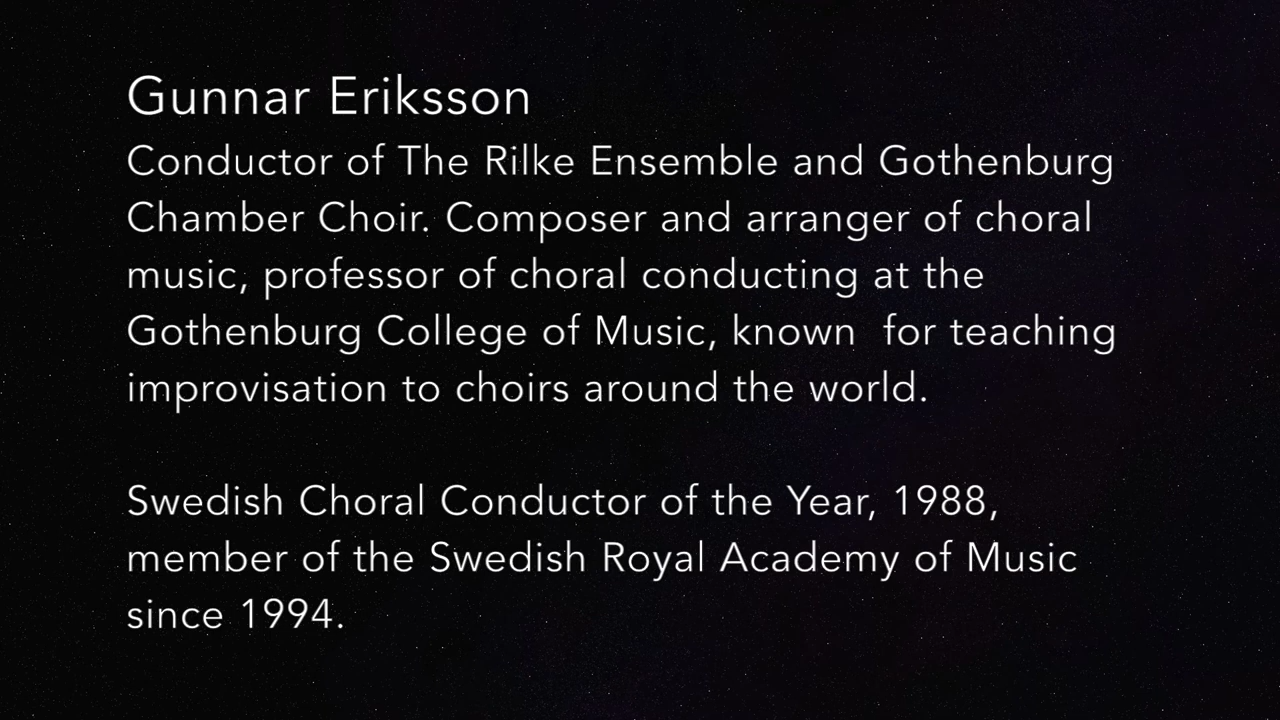 Gunnar Eriksson
Conductor of The Rilke Ensemble and Gothenburg
Chamber Choir. Composer and arranger of choral
music, professor of choral conducting at the
Gothenburg College of Music, known  for teaching
improvisation to choirs around the world.
Swedish Choral Conductor of the Year, 1988,
member of the Swedish Royal Academy of Music
since 1994.